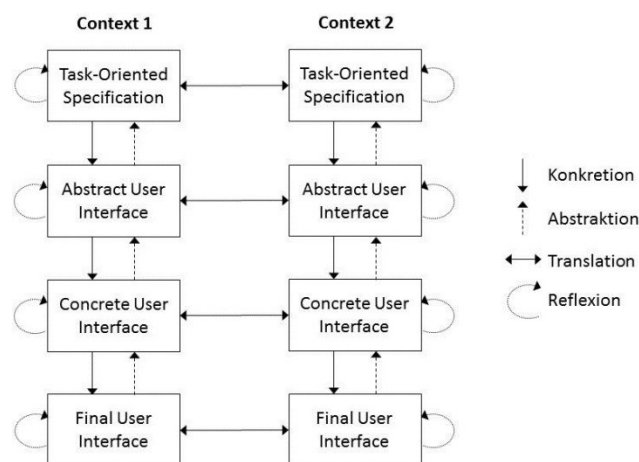 Context 1
Context 2
Task-Oriented
Specification
Task-Oriented
Specification
Abstract User
Interface
Abstract User
Interface
Concrete User
Interface
Concrete User
Interface
Final User
Interface
Final User
Interface
Konkretion
Abstraktion
Translation
Reflexion